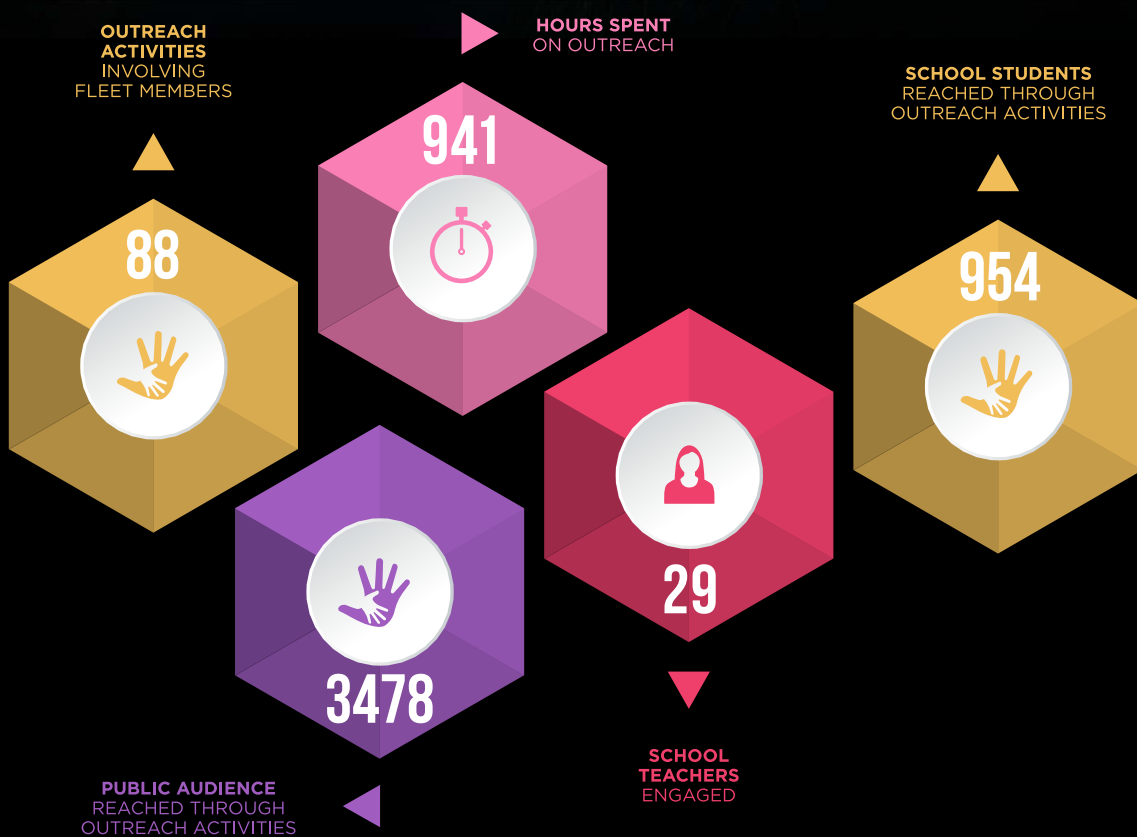 OUTREACH
ACTIVITIES
INVOLVING
FLEET MEMBERS
88
HOURS SPENT
ON OUTREACH
941
SCHOOL STUDENTS
REACHED THROUGH
OUTREACH ACTIVITIES
954
3478
PUBLIC AUDIENCE
REACHED THROUGH
OUTREACH ACTIVITIES
29
SCHOOL
TEACHERS
ENGAGED